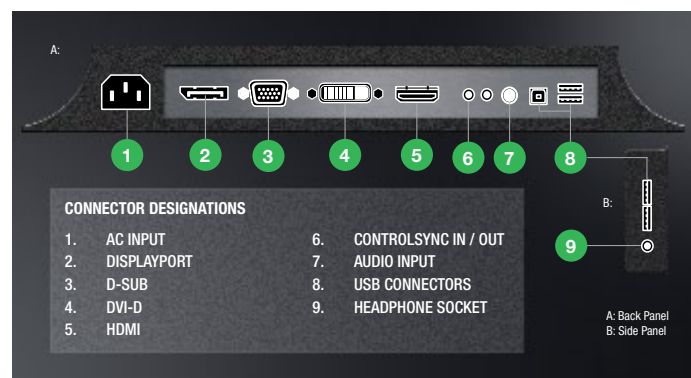 A:
1
2
3
4
5
6
7
8
B:
9
CONNECTOR DESIGNATIONS
1. AC INPUT
2. DISPLAYPORT
3. D-SUB
4. DVI-D
5. HDMI
6. CONTROLSYNC IN / OUT
7. AUDIO INPUT
8. USB CONNECTORS
9. HEADPHONE SOCKET
A: Back Panel
B: Side Panel